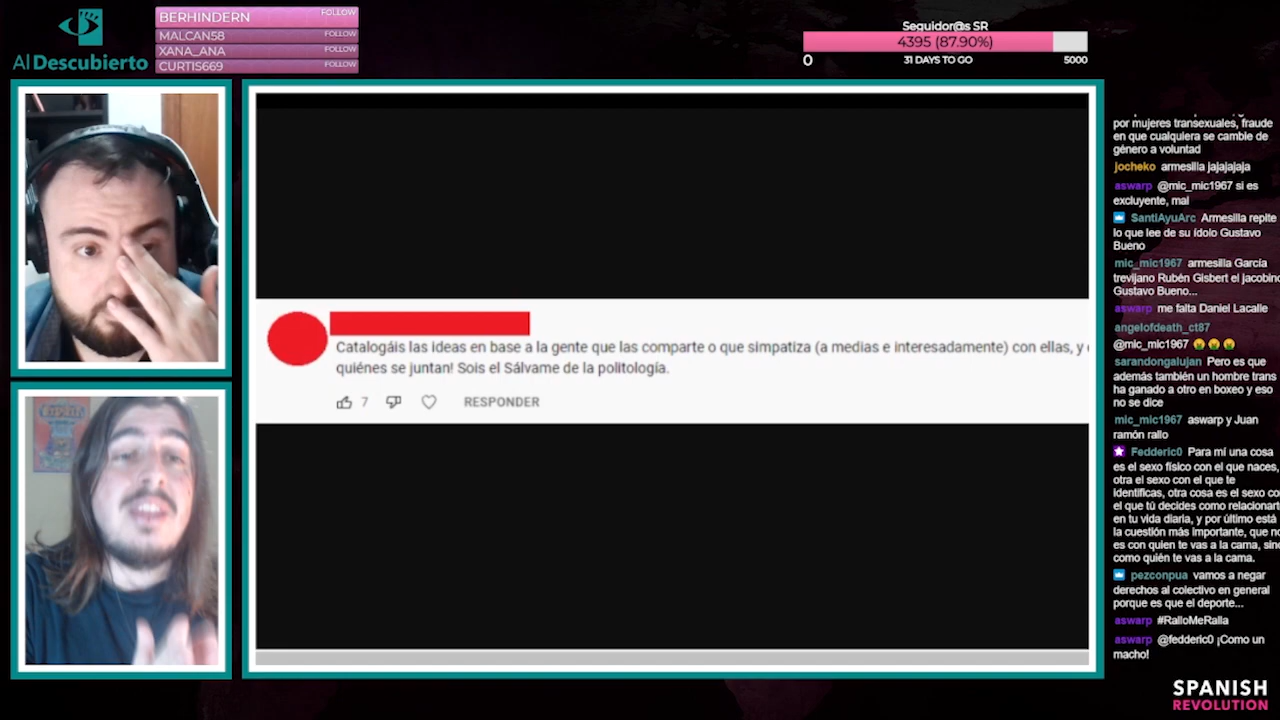 Al Descubierto
BERHINDERN FOLLOW
MALCAN58 FOLLOW
XANA_ANA FOLLOW
CURTIS669 FOLLOW
Seguidor@s SR
4395 (87.90%)
0 31 DAYS TO GO 5000
Catalogáis las ideas en base a la gente que las comparte o que simpatiza (a medias e interesadamente) con ellas, y
quiénes se juntan! Sois el Sálvame de la politología.
7 RESPONDER
por mujeres transexuales, fraude
en que cualquiera se cambie de
género a voluntad
jocheko armesilla jajajajaja
aswarp @mic_mic1967 si es
excluyente, mal
SantiAyuArc Armesilla repite
lo que lee de su ídolo Gustavo
Bueno
mic_mic1967 armesilla García
trevijano Rubén Gisbert el jacobino
Gustavo Bueno...
aswarp me falta Daniel Lacalle
angelofdeath_ct87
@mic_mic1967
sarandongalujan Pero es que
además también un hombre trans
ha ganado a otro en boxeo y eso
no se dice
mic_mic1967 aswarp y Juan
ramón rallo
Fedderic0 Para mí una cosa
es el sexo físico con el que naces,
otra el sexo con el que te
identificas, otra cosa es el sexo con
el que tú decides como relacionarte
en tu vida diaria, y por último está
la cuestión más importante, que no
es con quien te vas a la cama, sino
como quién te vas a la cama.
pezconpua vamos a negar
derechos al colectivo en general
porque es que el deporte...
aswarp #RalloMeRalla
aswarp @fedderic0 ¡Como un
macho!
SPANISH
REVOLUTION